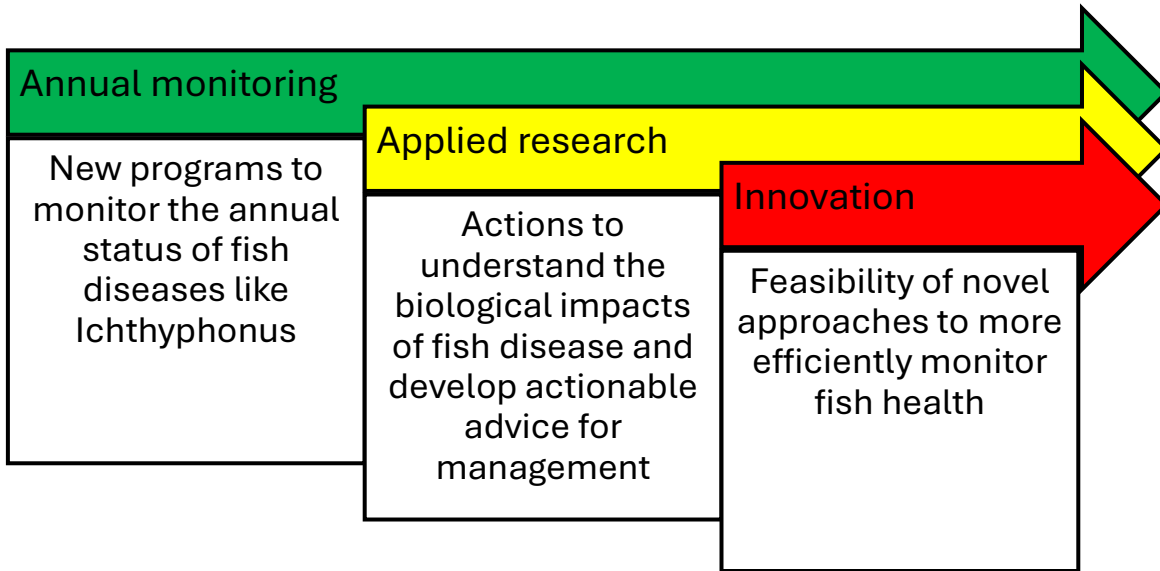 Annual monitoring
New programs to
monitor the annual
status of fish
diseases like
Ichthyphonus
Applied research
Actions to
understand the
biological impacts
of fish disease and
develop actionable
advice for
management
Innovation
Feasibility of novel
approaches to more
efficiently monitor
fish health